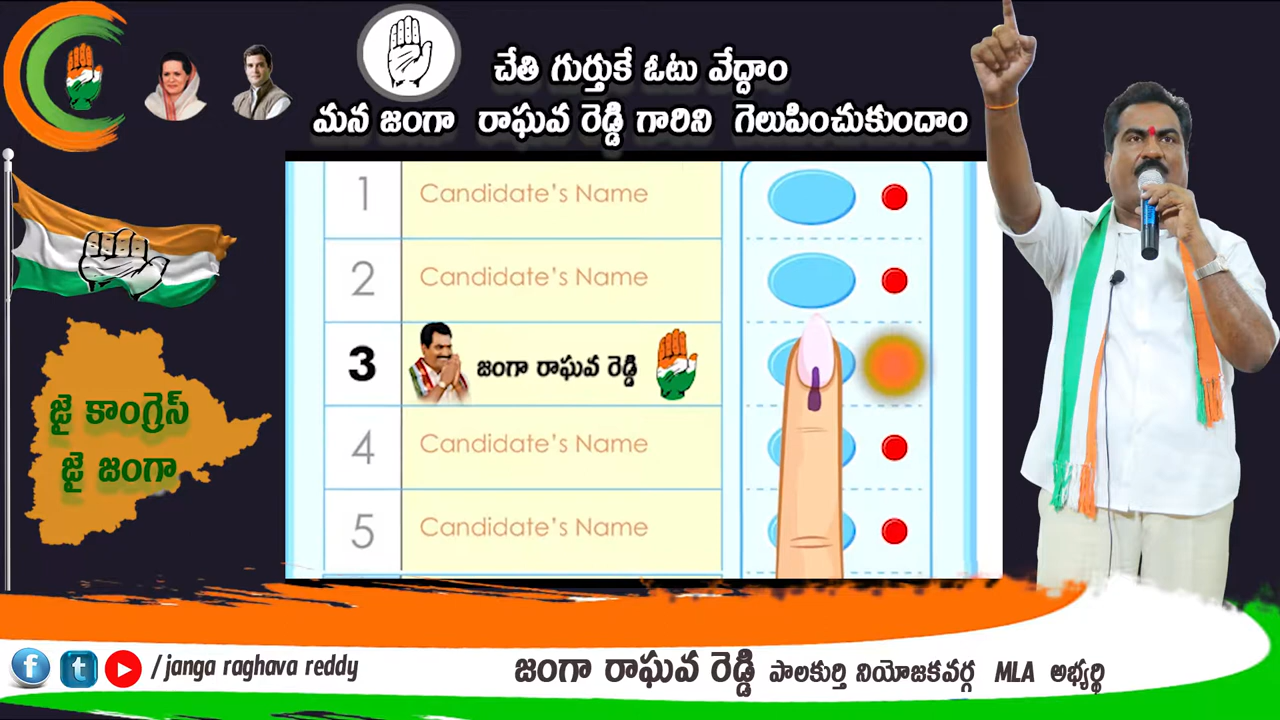 చేతి గుర్తుకే ఓటు వేద్దాం
మన జంగా రాఘవ రెడ్డి గారిని గెలుపించుకుందాం
1 Candidate's Name
2 Candidate's Name
3 జంగా రాఘవ రెడ్డి
4 Candidate's Name
5 Candidate's Name
జై కాంగ్రెస్
జై జంగా
f t /janga raghava reddy
జంగా రాఘవ రెడ్డి పాలకుర్తి నియోజకవర్గ MLA అభ్యర్థి